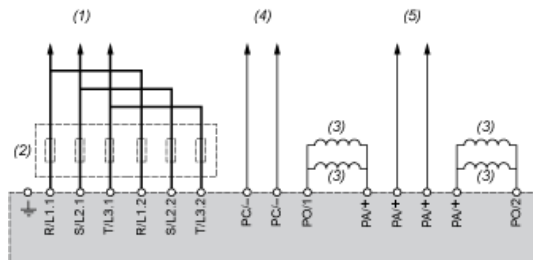 (1)
(4)
(5)
(2)
(3)
(3)
(3)
(3)
R/L1.1
S/L2.1
T/L3.1
R/L1.2
S/L2.2
T/L3.2
PC/–
PC/–
PO/1
PA/+
PA/+
PA/+
PA/+
PO/2